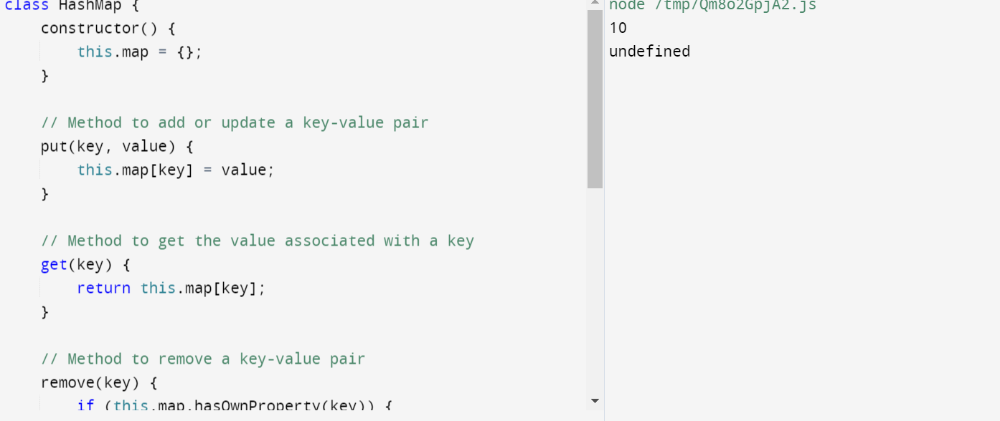 class HashMap {
constructor() {
this.map = {};
}
// Method to add or update a key-value pair
put(key, value) {
this.map[key] = value;
}
// Method to get the value associated with a key
get(key) {
return this.map[key];
}
// Method to remove a key-value pair
remove(key) {
if (this.map.hasOwnProperty(key)) {
node /tmp/Qm8o2GpjA2.js
10
undefined